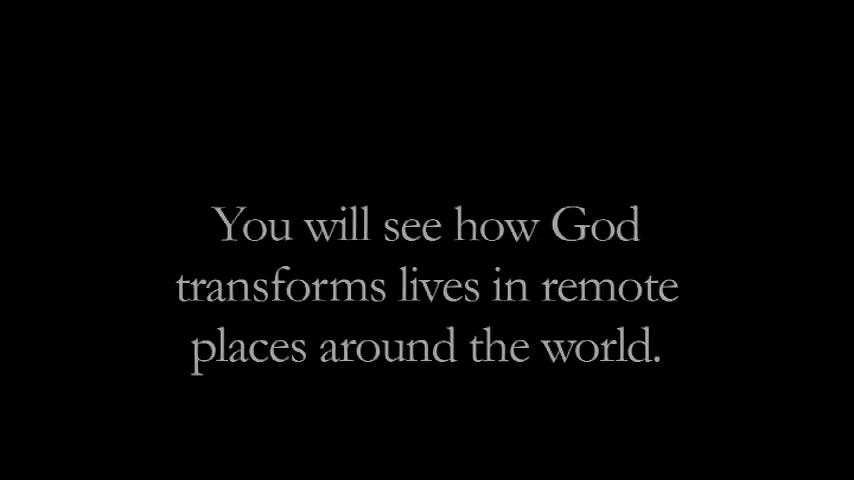 You will see how God
transforms lives in remote
places around the world.